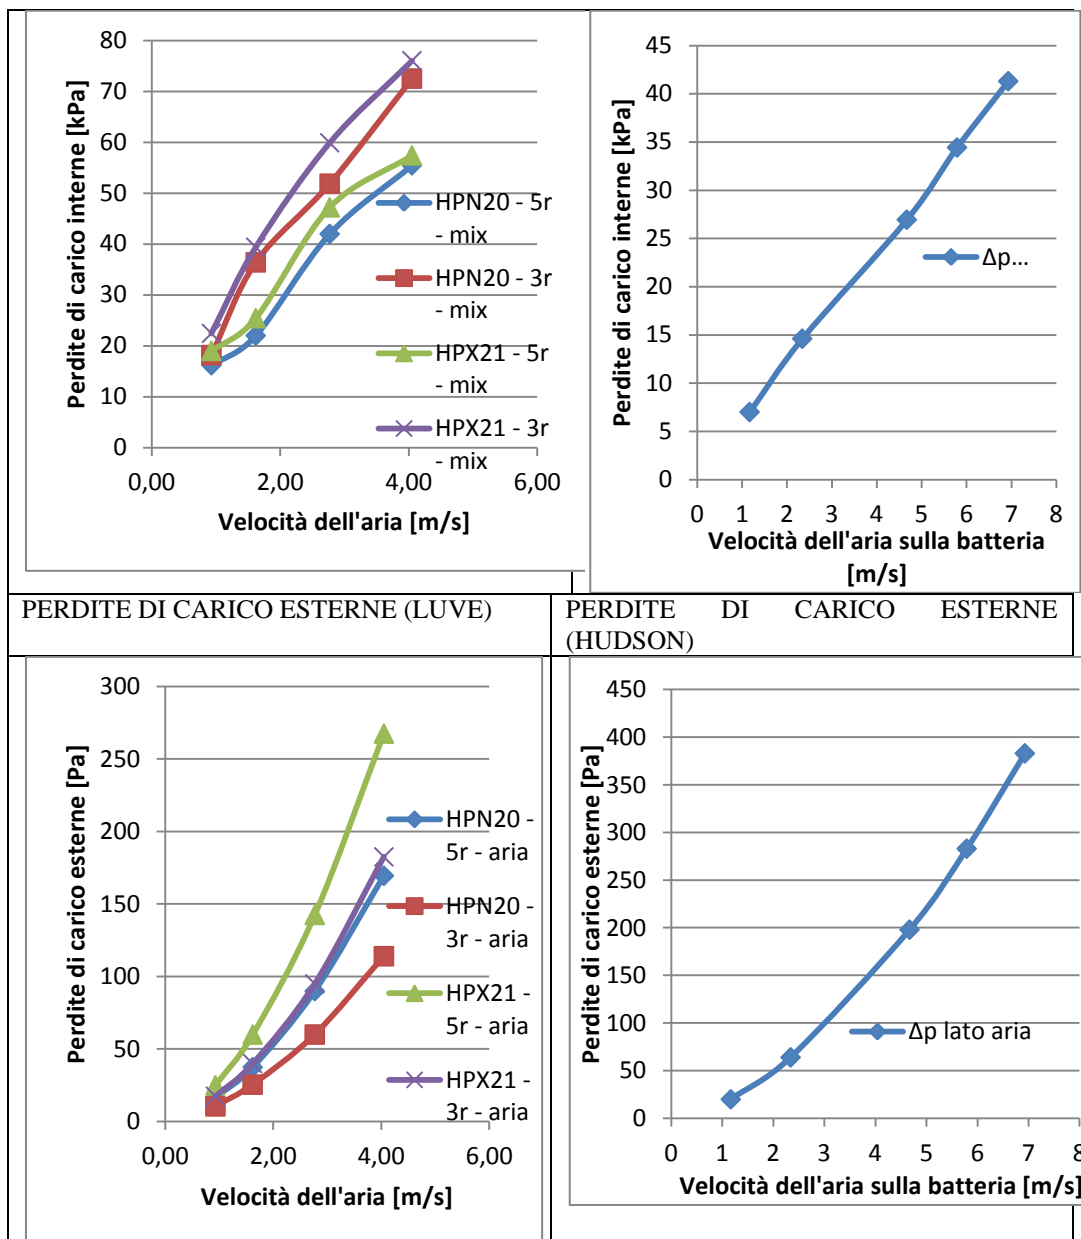 80
70
60
50
40
30
20
10
0
Perdite di carico interne [kPa]
0,00 2,00 4,00 6,00
Velocità dell'aria [m/s]
HPN20 - 5r
- mix
HPN20 - 3r
- mix
HPX21 - 5r
- mix
HPX21 - 3r
- mix
45
40
35
30
25
20
15
10
5
0
Perdite di carico interne [kPa]
0 1 2 3 4 5 6 7 8
Velocità dell'aria sulla batteria
[m/s]
Δp...
PERDITE DI CARICO ESTERNE (LUVE)
PERDITE DI CARICO ESTERNE
(HUDSON)
300
250
200
150
100
50
0
Perdite di carico esterne [Pa]
0,00 2,00 4,00 6,00
Velocità dell'aria [m/s]
HPN20 -
5r - aria
HPN20 -
3r - aria
HPX21 -
5r - aria
HPX21 -
3r - aria
450
400
350
300
250
200
150
100
50
0
Perdite di carico esterne [Pa]
0 1 2 3 4 5 6 7 8
Velocità dell'aria sulla batteria [m/s]
Δp lato aria